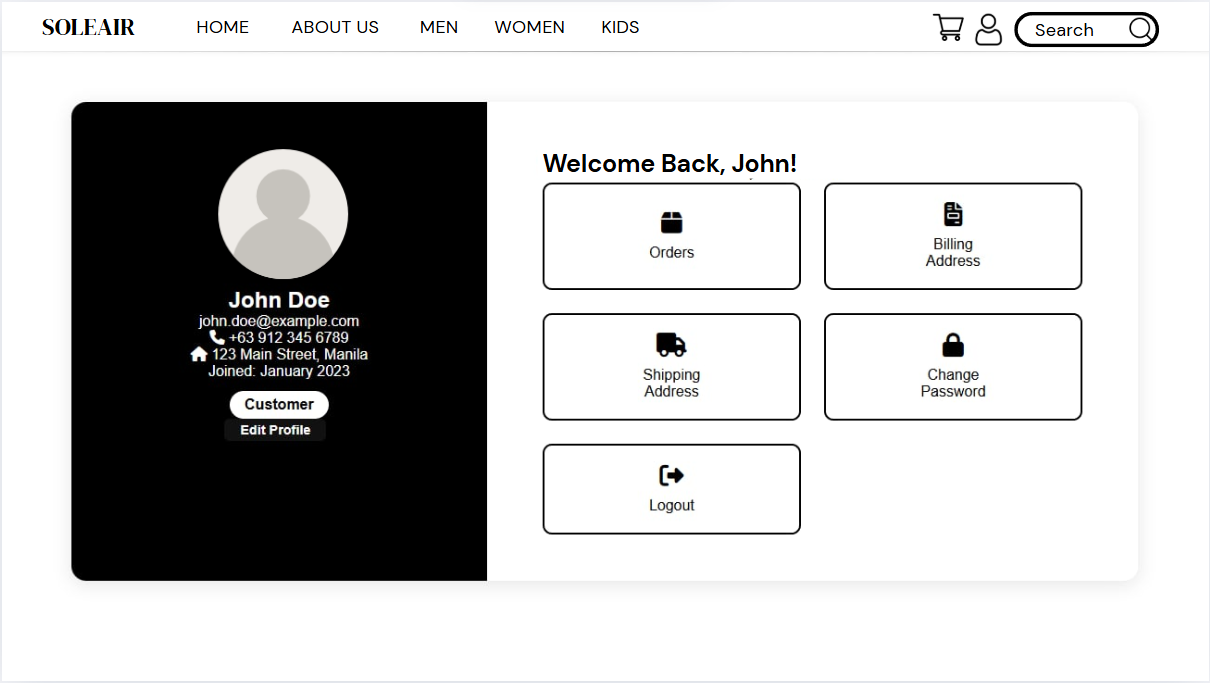 SOLEAIR HOME ABOUT US MEN WOMEN KIDS Search
John Doe
john.doe@example.com
+63 912 345 6789
123 Main Street, Manila
Joined: January 2023
Customer
Edit Profile
Welcome Back, John!
Orders
Billing
Address
Shipping
Address
Change
Password
Logout